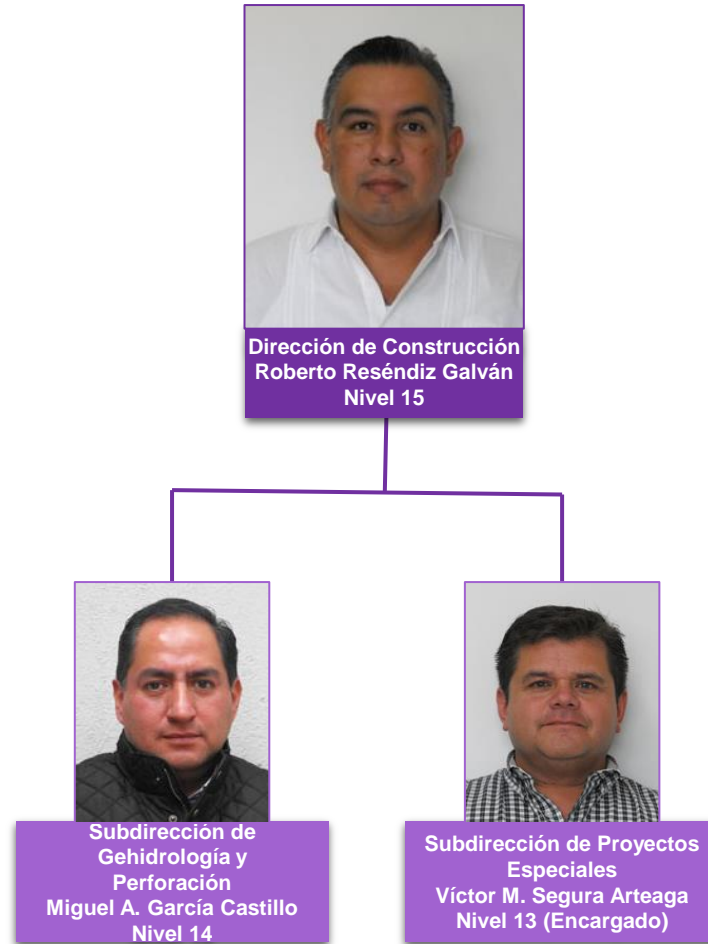 Dirección de Construcción
Roberto Reséndiz Galván
Nivel 15
Subdirección de
Gehidrología y
Perforación
Miguel A. García Castillo
Nivel 14
Subdirección de Proyectos
Especiales
Víctor M. Segura Arteaga
Nivel 13 (Encargado)